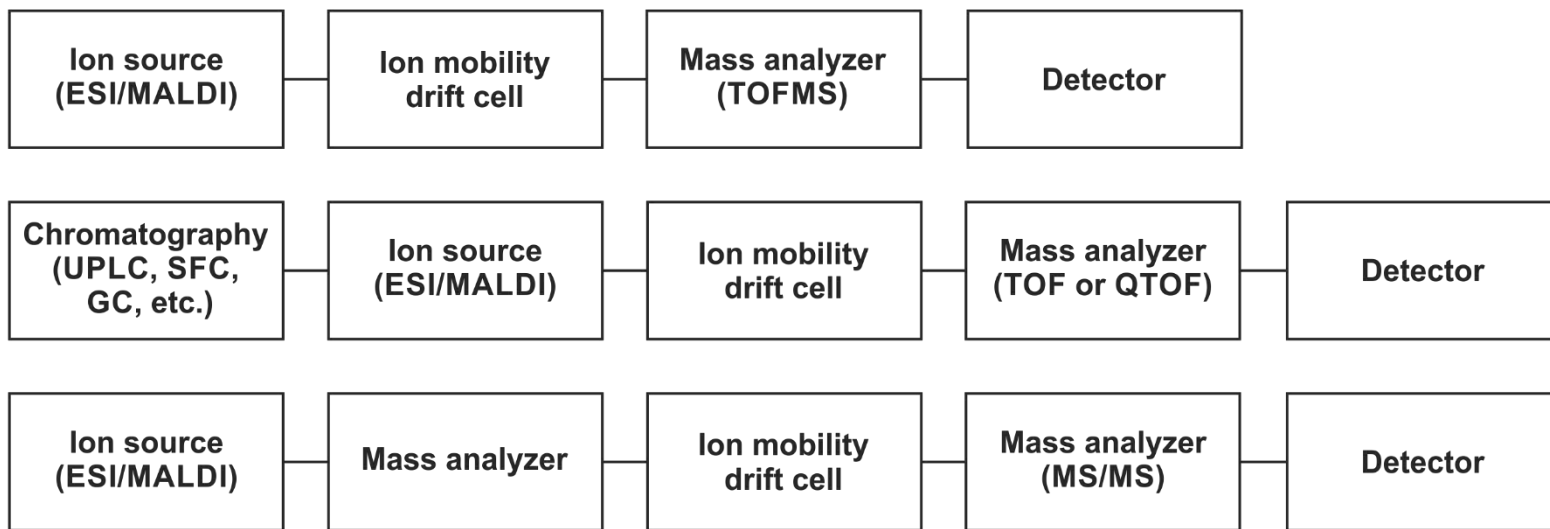 Ion source
(ESI/MALDI)
Ion mobility
drift cell
Mass analyzer
(TOFMS)
Detector
Chromatography
(UPLC, SFC,
GC, etc.)
Ion source
(ESI/MALDI)
Ion mobility
drift cell
Mass analyzer
(TOF or QTOF)
Detector
Ion source
(ESI/MALDI)
Mass analyzer
Ion mobility
drift cell
Mass analyzer
(MS/MS)
Detector